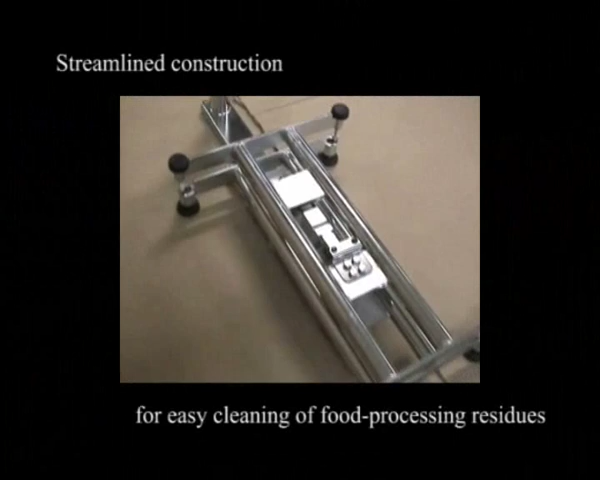 Streamlined construction
for easy cleaning of food-processing residues